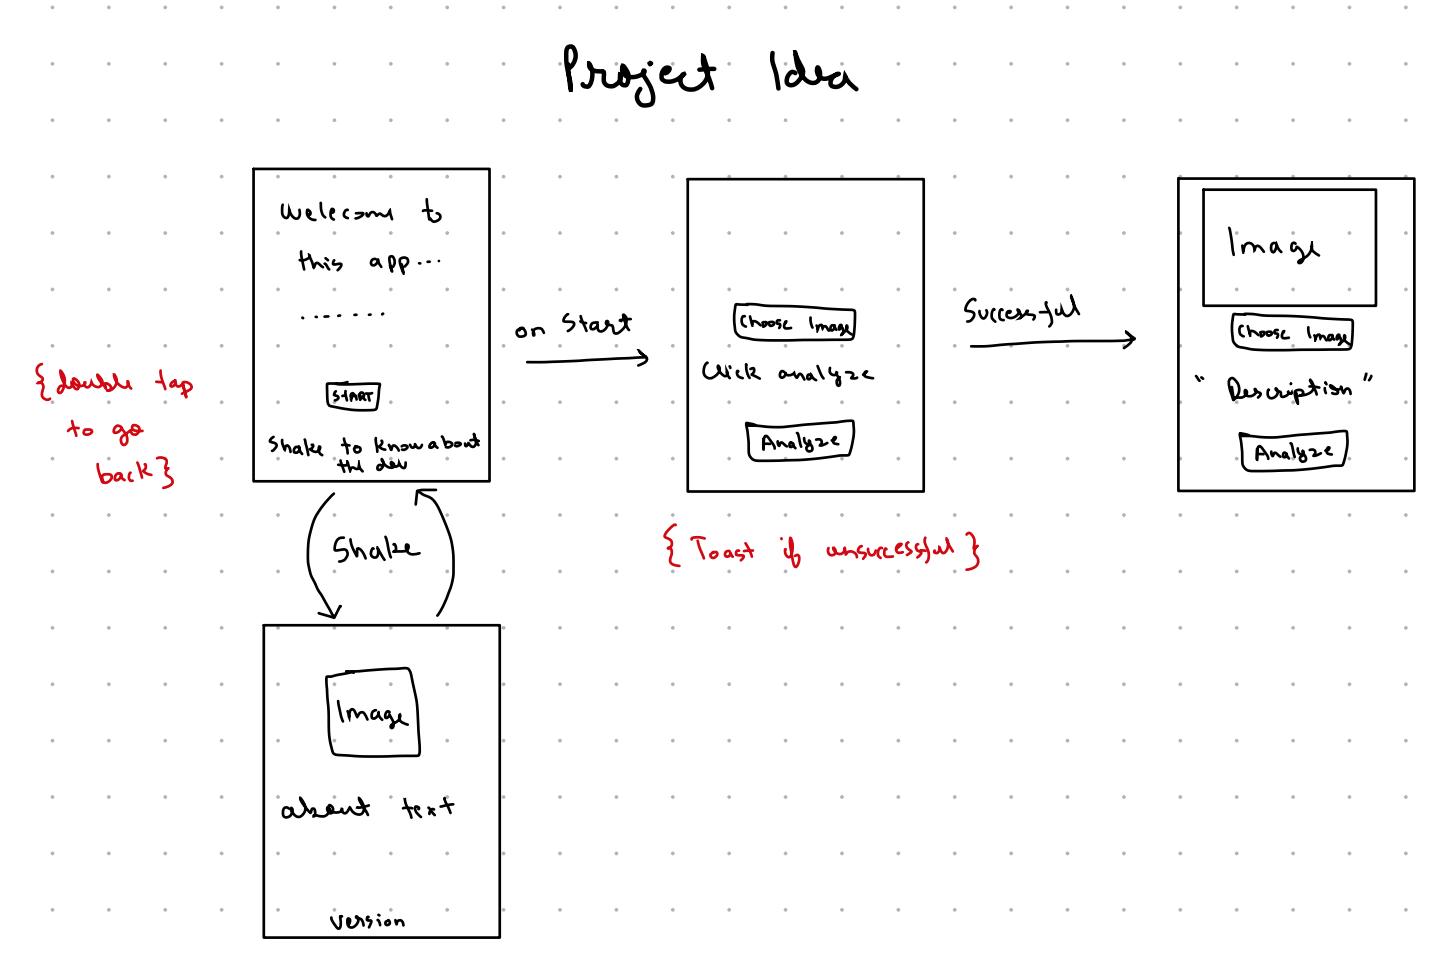 Project Idea
Welcome to
this app...
.......
START
Shake to know about
the dev
{double tap
to go
back}
on Start
Choose Image
Click analyze
Analyze
{Toast if unsuccessful}
Successful
Image
Choose Image
"Description"
Analyze
Shake
Image
about text
version